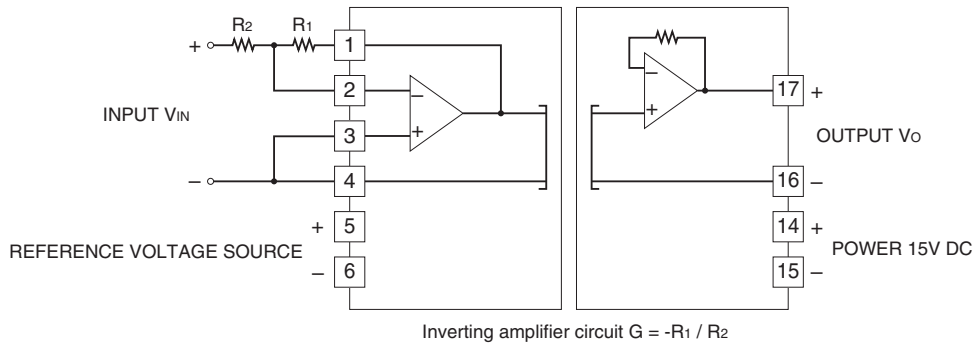 R2 R1
+ 1
2 −
INPUT VIN
3 +
− 4
+ 5
REFERENCE VOLTAGE SOURCE
− 6
−
+
17 +
OUTPUT VO
16 −
14 +
POWER 15V DC
15 −
Inverting amplifier circuit G = -R1 / R2